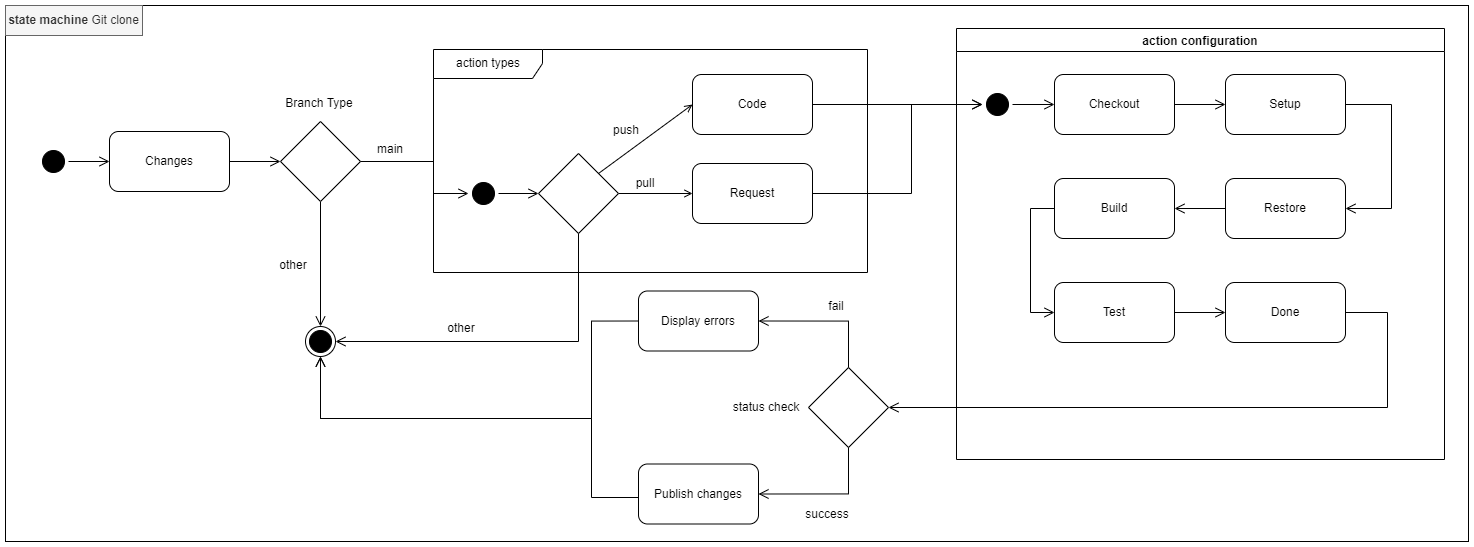 state machine Git clone
action configuration
action types
Branch Type
Code
Checkout
Setup
push
main
Changes
pull
Request
Build
Restore
other
fail
Display errors
Test
Done
other
status check
Publish changes
success